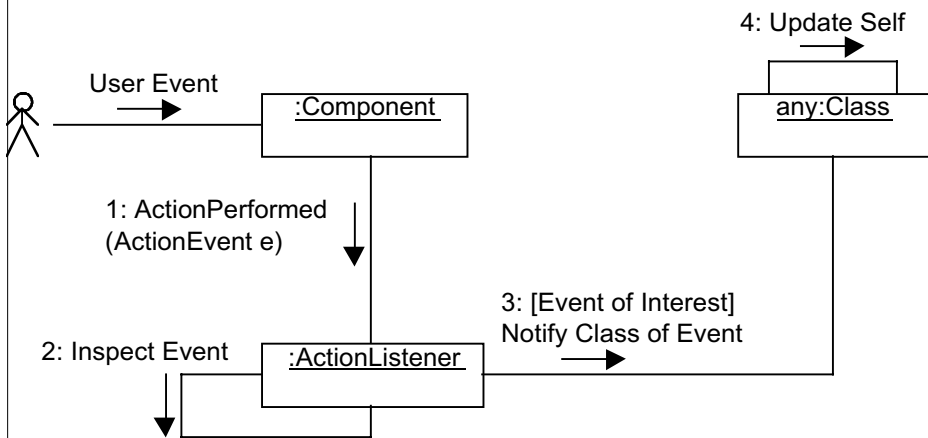 4: Update Self
User Event
:Component
any:Class
1: ActionPerformed
(ActionEvent e)
3: [Event of Interest]
Notify Class of Event
2: Inspect Event
:ActionListener